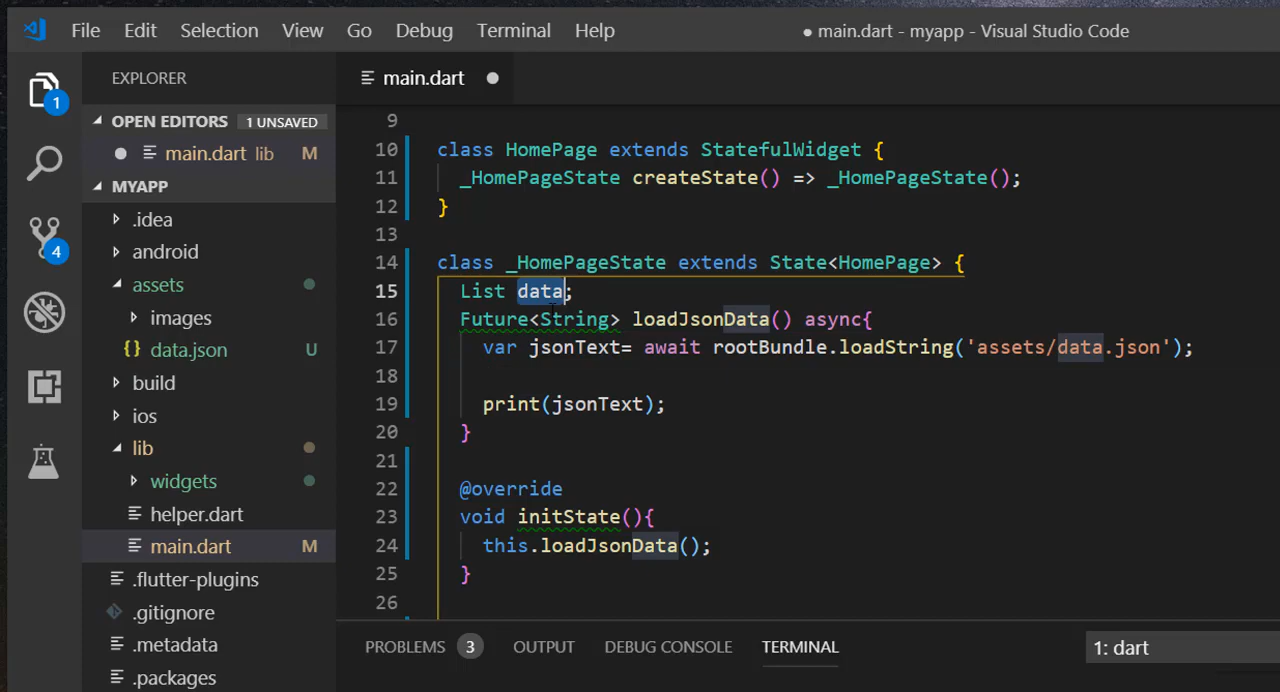 File Edit Selection View Go Debug Terminal Help ● main.dart - myapp - Visual Studio Code
EXPLORER
OPEN EDITORS 1 UNSAVED
main.dart lib M
MYAPP
.idea
android
assets
images
data.json U
build
ios
lib
widgets
helper.dart
main.dart M
.flutter-plugins
.gitignore
.metadata
.packages
1
4
main.dart ●
9
10 class HomePage extends StatefulWidget {
11 _HomePageState createState() => _HomePageState();
12 }
13
14 class _HomePageState extends State<HomePage> {
15 List data;
16 Future<String> loadJsonData() async{
17 var jsonText= await rootBundle.loadString('assets/data.json');
18
19 print(jsonText);
20 }
21
22 @override
23 void initState(){
24 this.loadJsonData();
25 }
26
PROBLEMS 3 OUTPUT DEBUG CONSOLE TERMINAL 1: dart